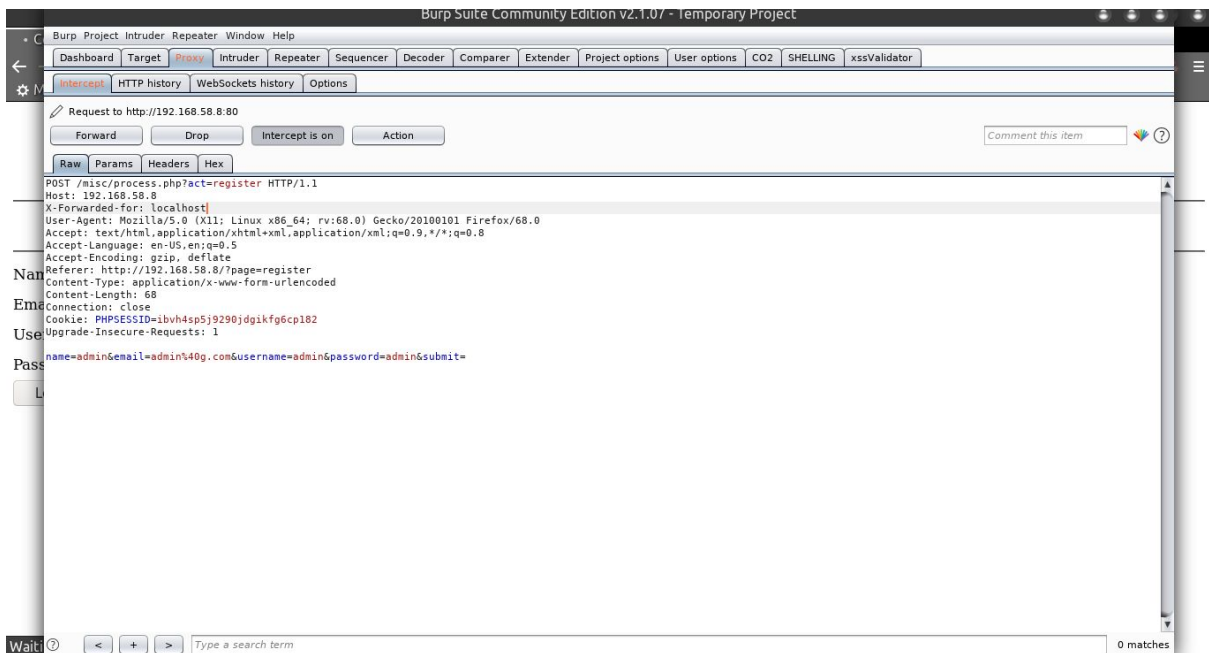 Burp Suite Community Edition v2.1.07 - Temporary Project
Burp Project Intruder Repeater Window Help
Dashboard Target Proxy Intruder Repeater Sequencer Decoder Comparer Extender Project options User options CO2 SHELLING xssValidator
Intercept HTTP history WebSockets history Options
Request to http://192.168.58.8:80
Forward Drop Intercept is on Action Comment this item ?
Raw Params Headers Hex
POST /misc/process.php?act=register HTTP/1.1
Host: 192.168.58.8
X-Forwarded-for: localhost
User-Agent: Mozilla/5.0 (X11; Linux x86_64; rv:68.0) Gecko/20100101 Firefox/68.0
Accept: text/html,application/xhtml+xml,application/xml;q=0.9,*/*;q=0.8
Accept-Language: en-US,en;q=0.5
Accept-Encoding: gzip, deflate
Referer: http://192.168.58.8/?page=register
Content-Type: application/x-www-form-urlencoded
Content-Length: 68
Connection: close
Cookie: PHPSESSID=ibvh4sp5j9290jdgikfg6cp182
Upgrade-Insecure-Requests: 1
name=admin&email=admin%40g.com&username=admin&password=admin&submit=
Nam
Ema
Use
Pass
L
Waiti ? < + > Type a search term 0 matches